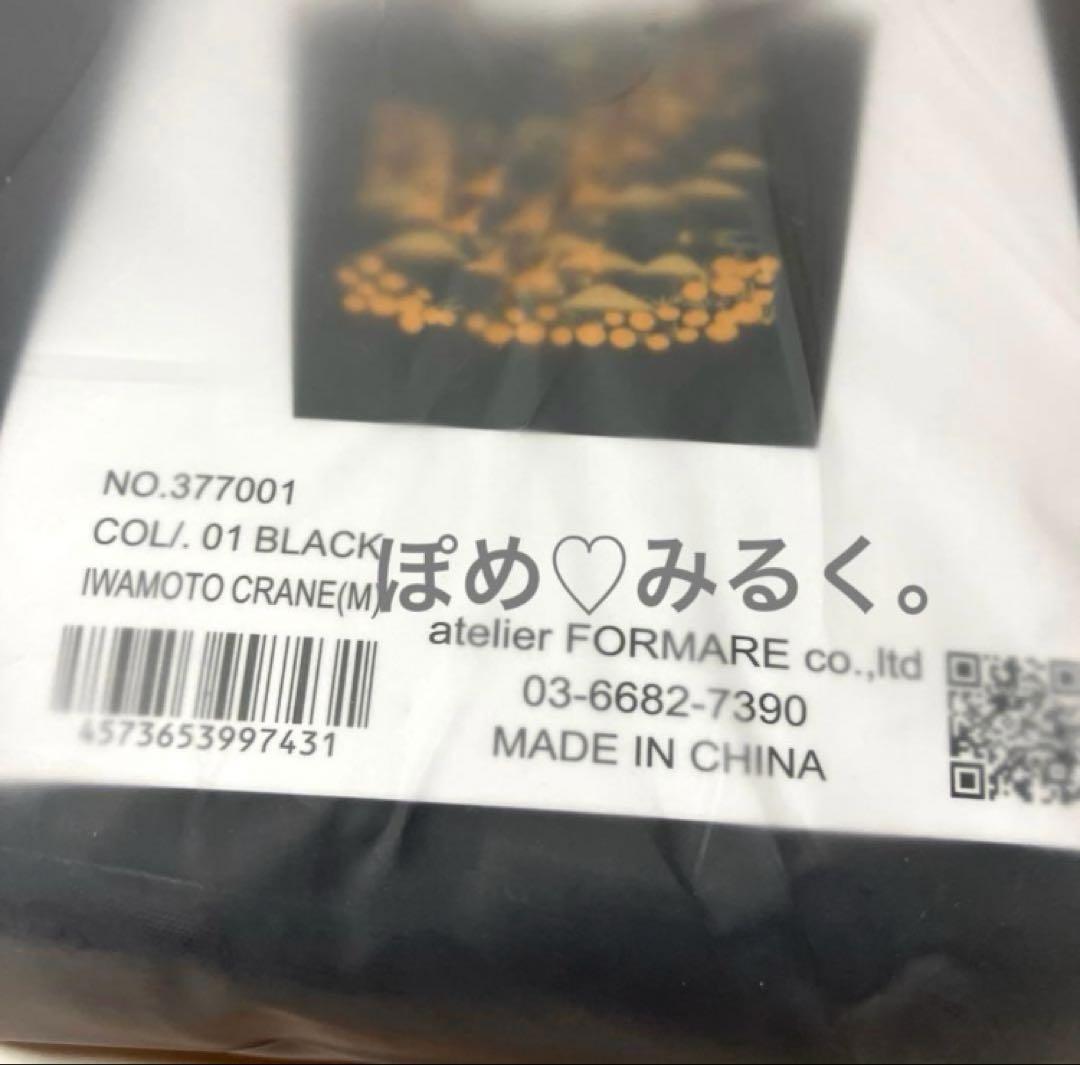 NO.377001
COL/. 01 BLACK
IWAMOTO CRANE(M)
ぽめ♡みるく。
atelier FORMARE co.,ltd
03-6682-7390
MADE IN CHINA
4573653997431